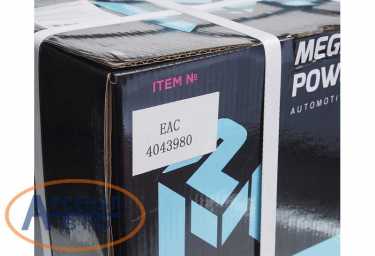 ITEM №
EAC
4043980
MEG
POW
AUTOMOTI